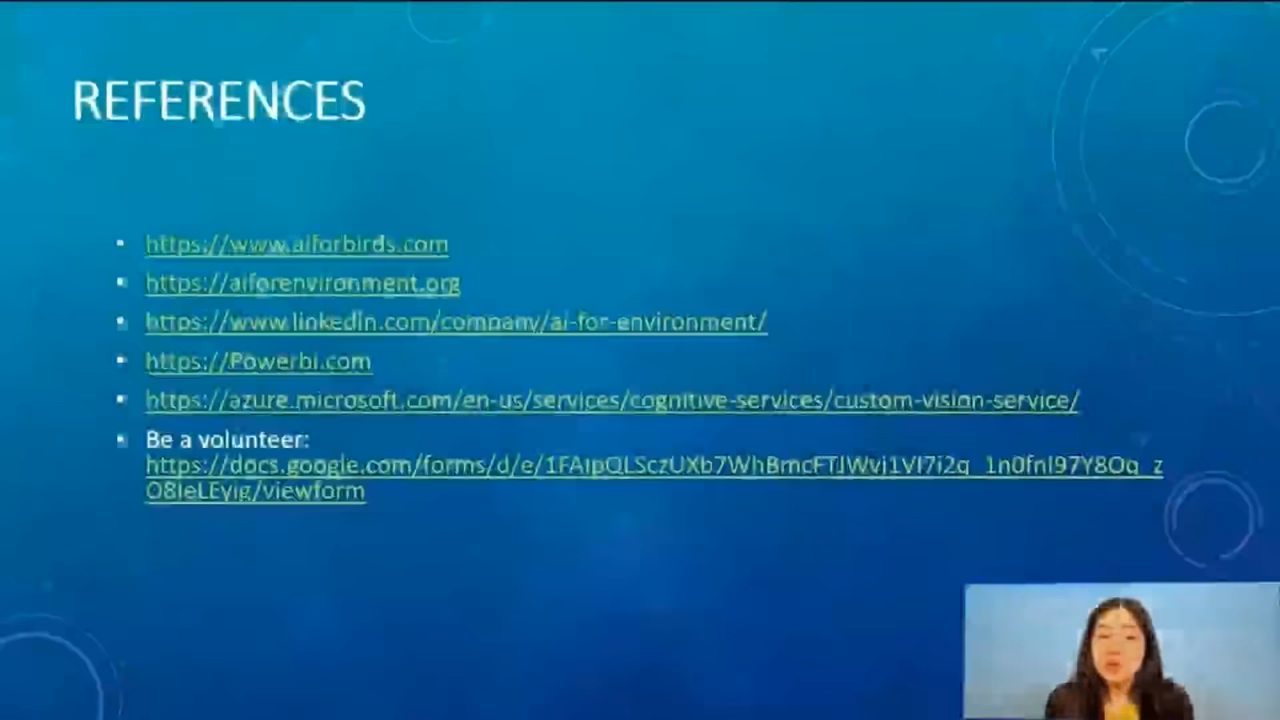 REFERENCES
https://www.aiforbirds.com
https://aiforenvironment.org
https://www.linkedin.com/company/ai-for-environment/
https://Powerbi.com
https://azure.microsoft.com/en-us/services/cognitive-services/custom-vision-service/
Be a volunteer:
https://docs.google.com/forms/d/e/
/viewform